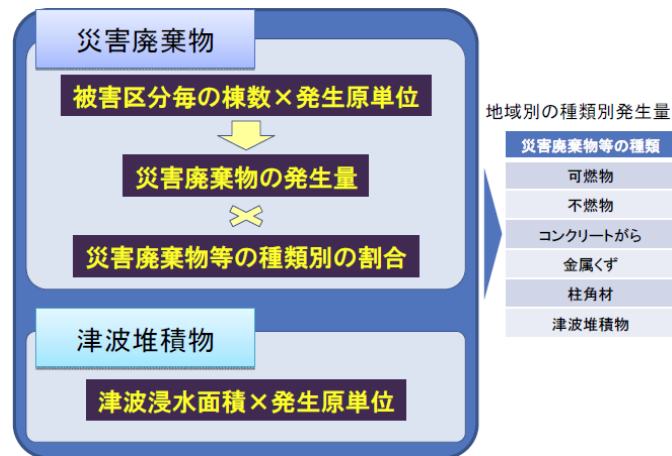 災害廃棄物
被害区分毎の棟数×発生原単位
災害廃棄物の発生量
災害廃棄物等の種類別の割合
津波堆積物
津波浸水面積×発生原単位
地域別の種類別発生量
災害廃棄物等の種類
可燃物
不燃物
コンクリートがら
金属くず
柱角材
津波堆積物